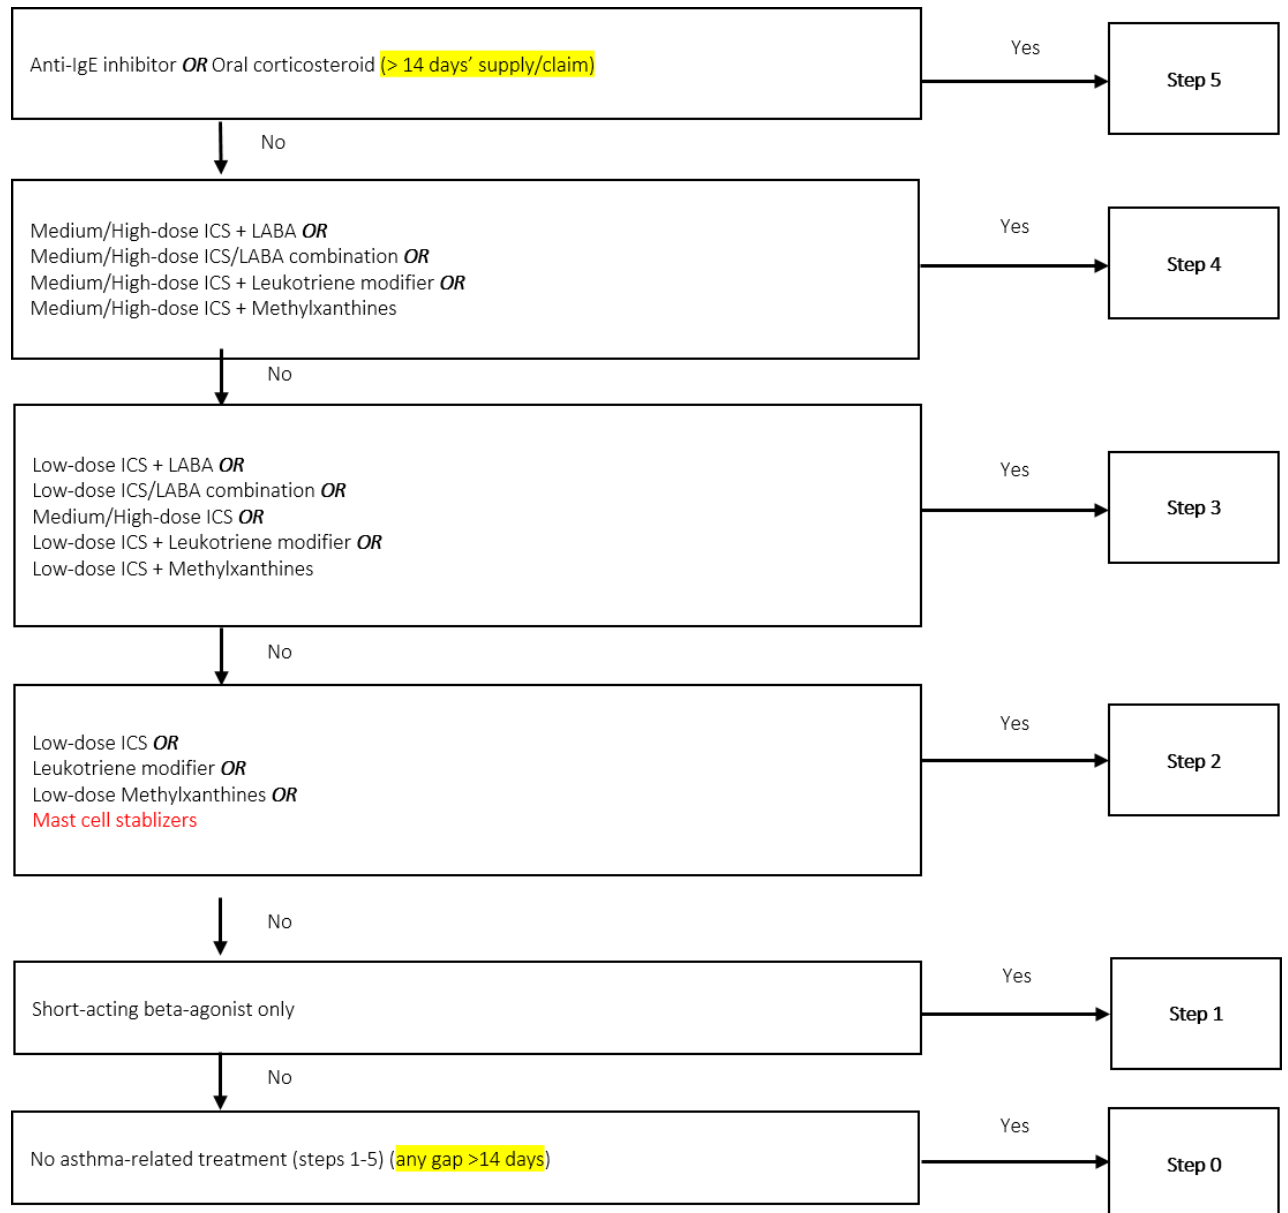 Anti-IgE inhibitor OR Oral corticosteroid (> 14 days’ supply/claim)
Yes
Step 5
No
Medium/High-dose ICS + LABA OR
Medium/High-dose ICS/LABA combination OR
Medium/High-dose ICS + Leukotriene modifier OR
Medium/High-dose ICS + Methylxanthines
Yes
Step 4
No
Low-dose ICS + LABA OR
Low-dose ICS/LABA combination OR
Medium/High-dose ICS OR
Low-dose ICS + Leukotriene modifier OR
Low-dose ICS + Methylxanthines
Yes
Step 3
No
Low-dose ICS OR
Leukotriene modifier OR
Low-dose Methylxanthines OR
Mast cell stablizers
Yes
Step 2
No
Short-acting beta-agonist only
Yes
Step 1
No
No asthma-related treatment (steps 1-5) (any gap >14 days)
Yes
Step 0